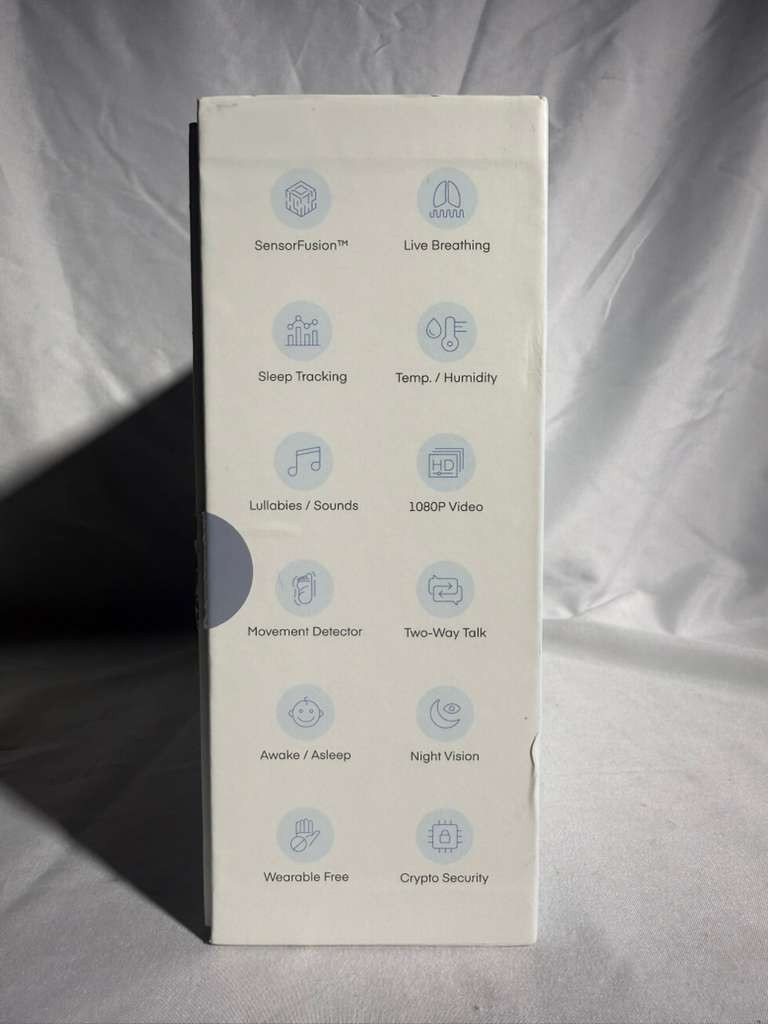 SensorFusion™
Live Breathing
Sleep Tracking
Temp. / Humidity
Lullabies / Sounds
HD
1080P Video
Movement Detector
Two-Way Talk
Awake / Asleep
Night Vision
Wearable Free
Crypto Security